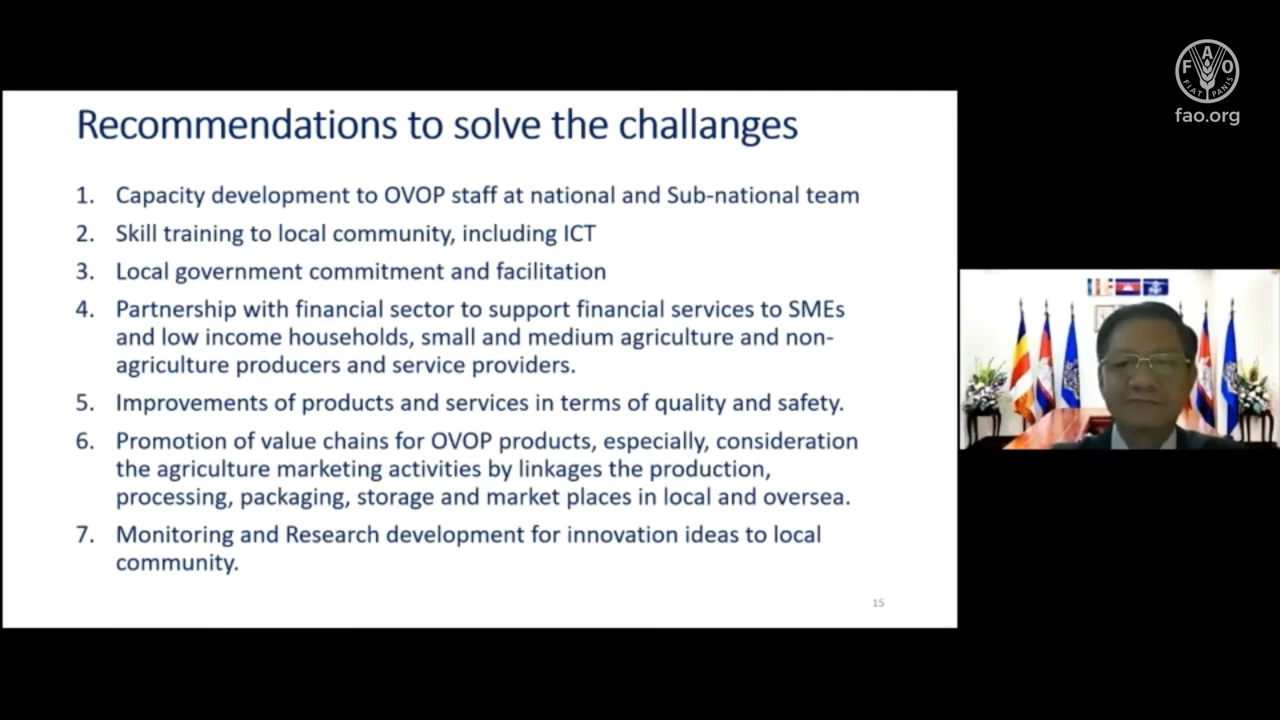 Recommendations to solve the challanges
1. Capacity development to OVOP staff at national and Sub-national team
2. Skill training to local community, including ICT
3. Local government commitment and facilitation
4. Partnership with financial sector to support financial services to SMEs
and low income households, small and medium agriculture and non-
agriculture producers and service providers.
5. Improvements of products and services in terms of quality and safety.
6. Promotion of value chains for OVOP products, especially, consideration
the agriculture marketing activities by linkages the production,
processing, packaging, storage and market places in local and oversea.
7. Monitoring and Research development for innovation ideas to local
community.
15
FAO
FIAT PANIS
fao.org